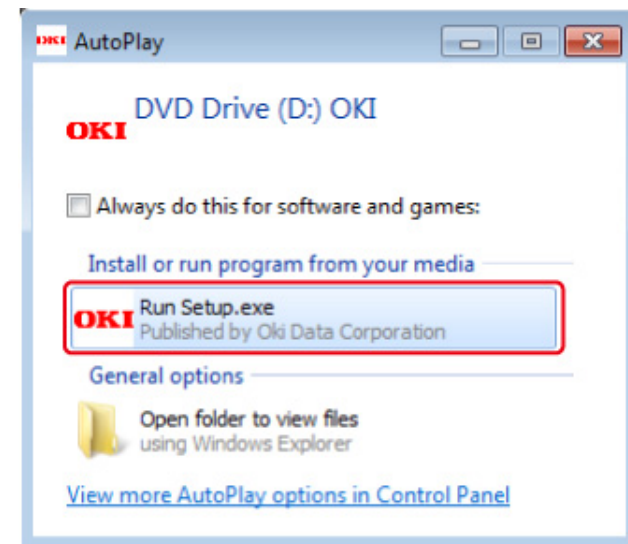 OKI AutoPlay
DVD Drive (D:) OKI
OKI
Always do this for software and games:
Install or run program from your media
OKI Run Setup.exe
Published by Oki Data Corporation
General options
Open folder to view files
using Windows Explorer
View more AutoPlay options in Control Panel